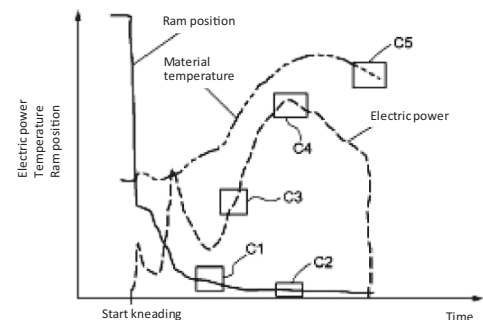 Ram position
Material
temperature
C5
Electric power
C4
C3
C1
C2
Electric power
Temperature
Ram position
Start kneading
Time